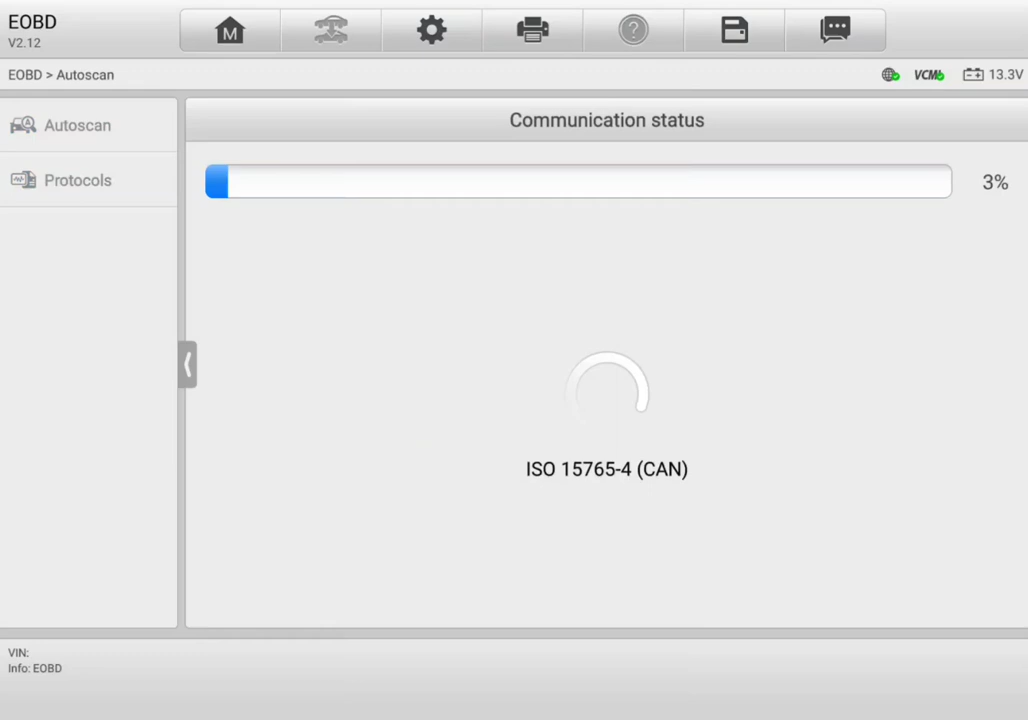 EOBD
V2.12
M
?
EOBD > Autoscan
VCMI
13.3V
A
Autoscan
Communication status
Protocols
3%
ISO 15765-4 (CAN)
VIN:
Info: EOBD